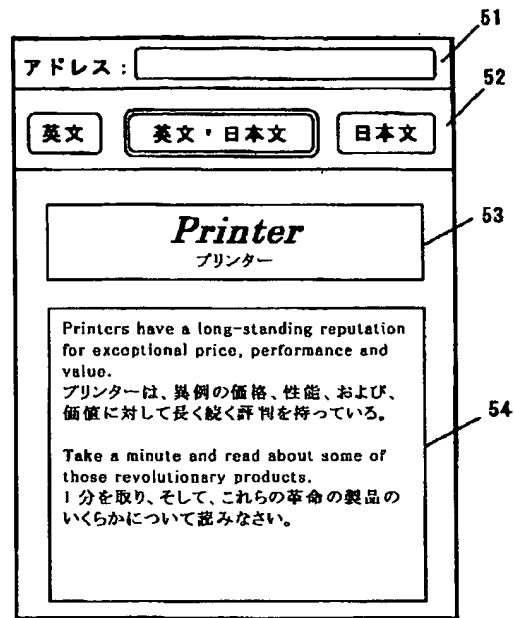 51
アドレス：
52
英文 英文・日本文 日本文
Printer
プリンター
53
Printers have a long-standing reputation
for exceptional price, performance and
value.
プリンターは、異例の価格、性能、および、
価値に対して長く続く評判を持っている。
54
Take a minute and read about some of
those revolutionary products.
1分を取り、そして、これらの革命の製品の
いくらかについて読みなさい。